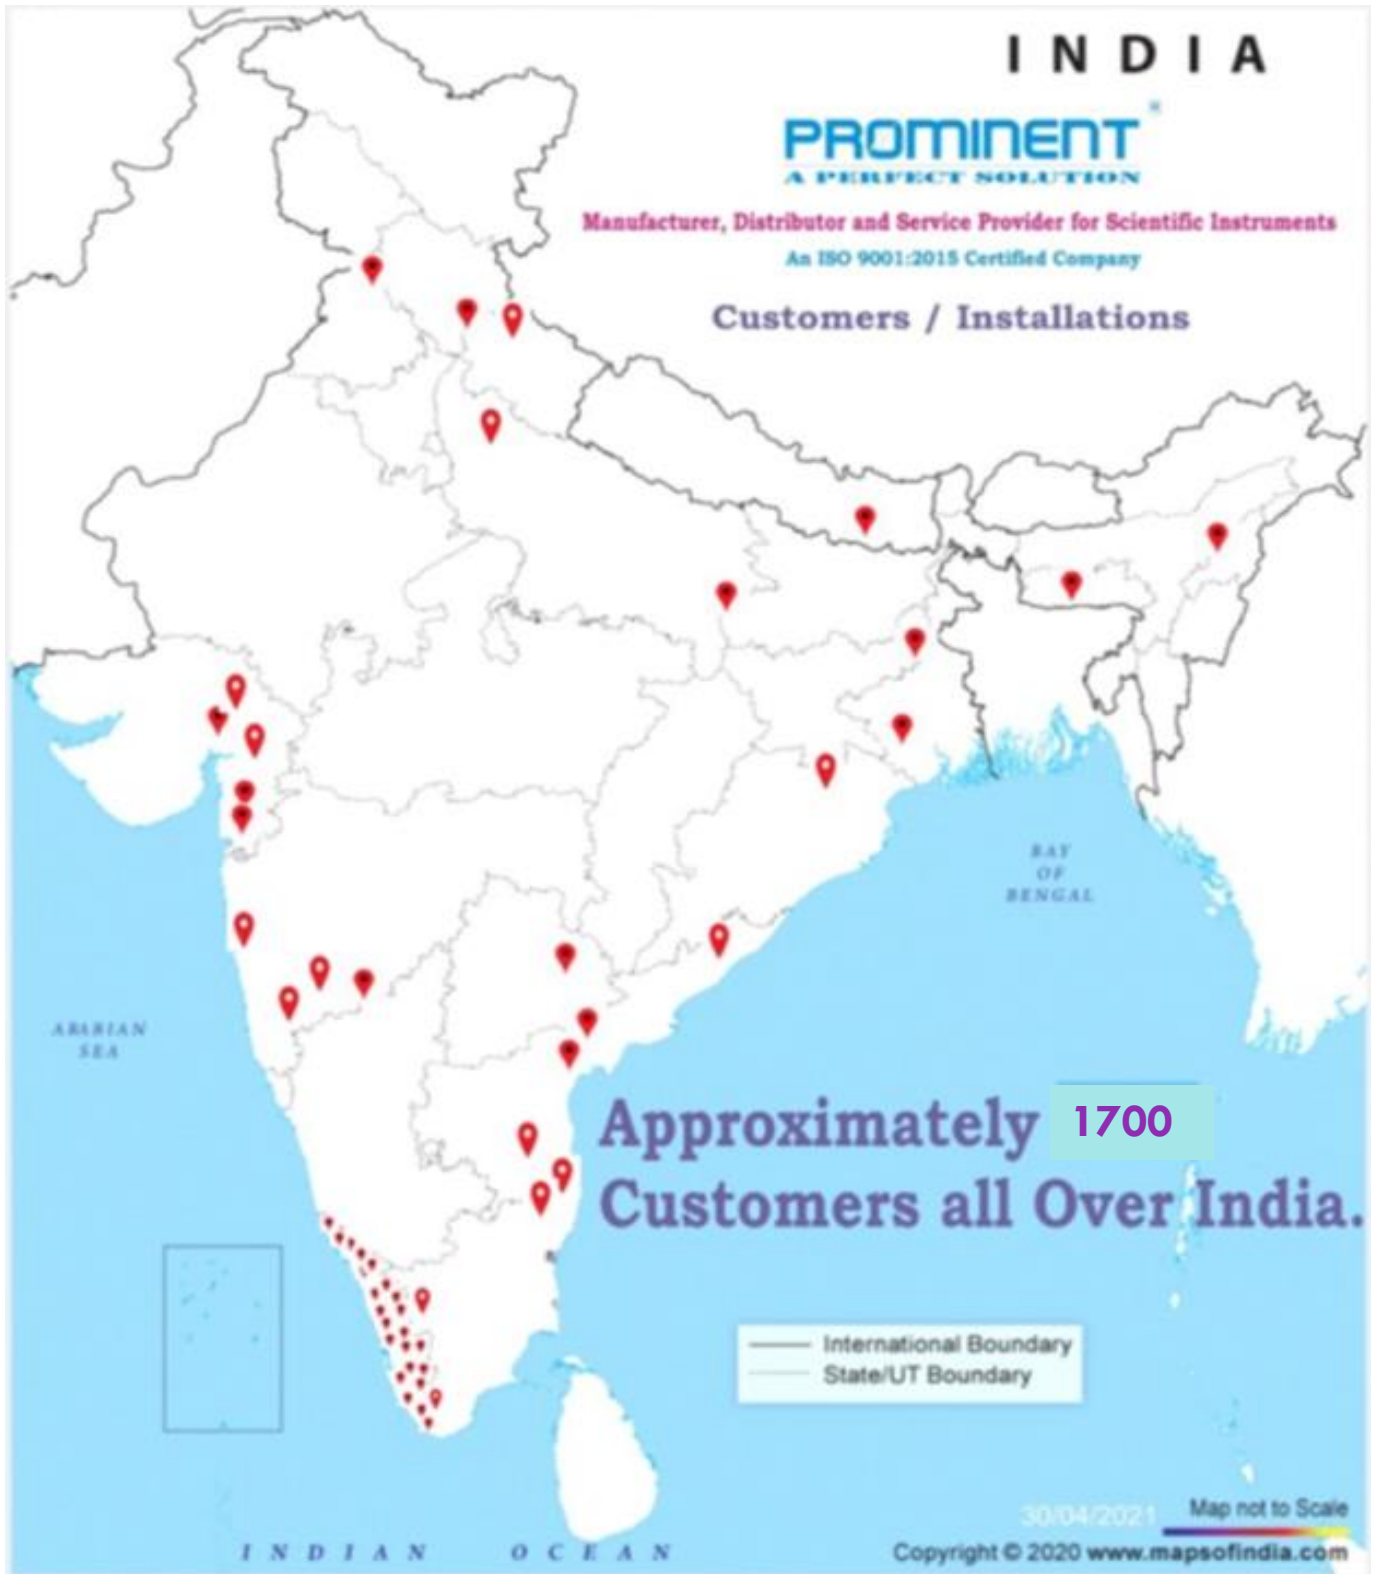 INDIA
PROMINENT
A PERFECT SOLUTION
Manufacturer, Distributor and Service Provider for Scientific Instruments
An ISO 9001:2015 Certified Company
Customers / Installations
BAY
OF
BENGAL
ARABIAN
SEA
Approximately 1700
Customers all Over India.
International Boundary
State/UT Boundary
30/04/2021
Map not to Scale
INDIAN OCEAN
Copyright © 2020 www.mapsofindia.com